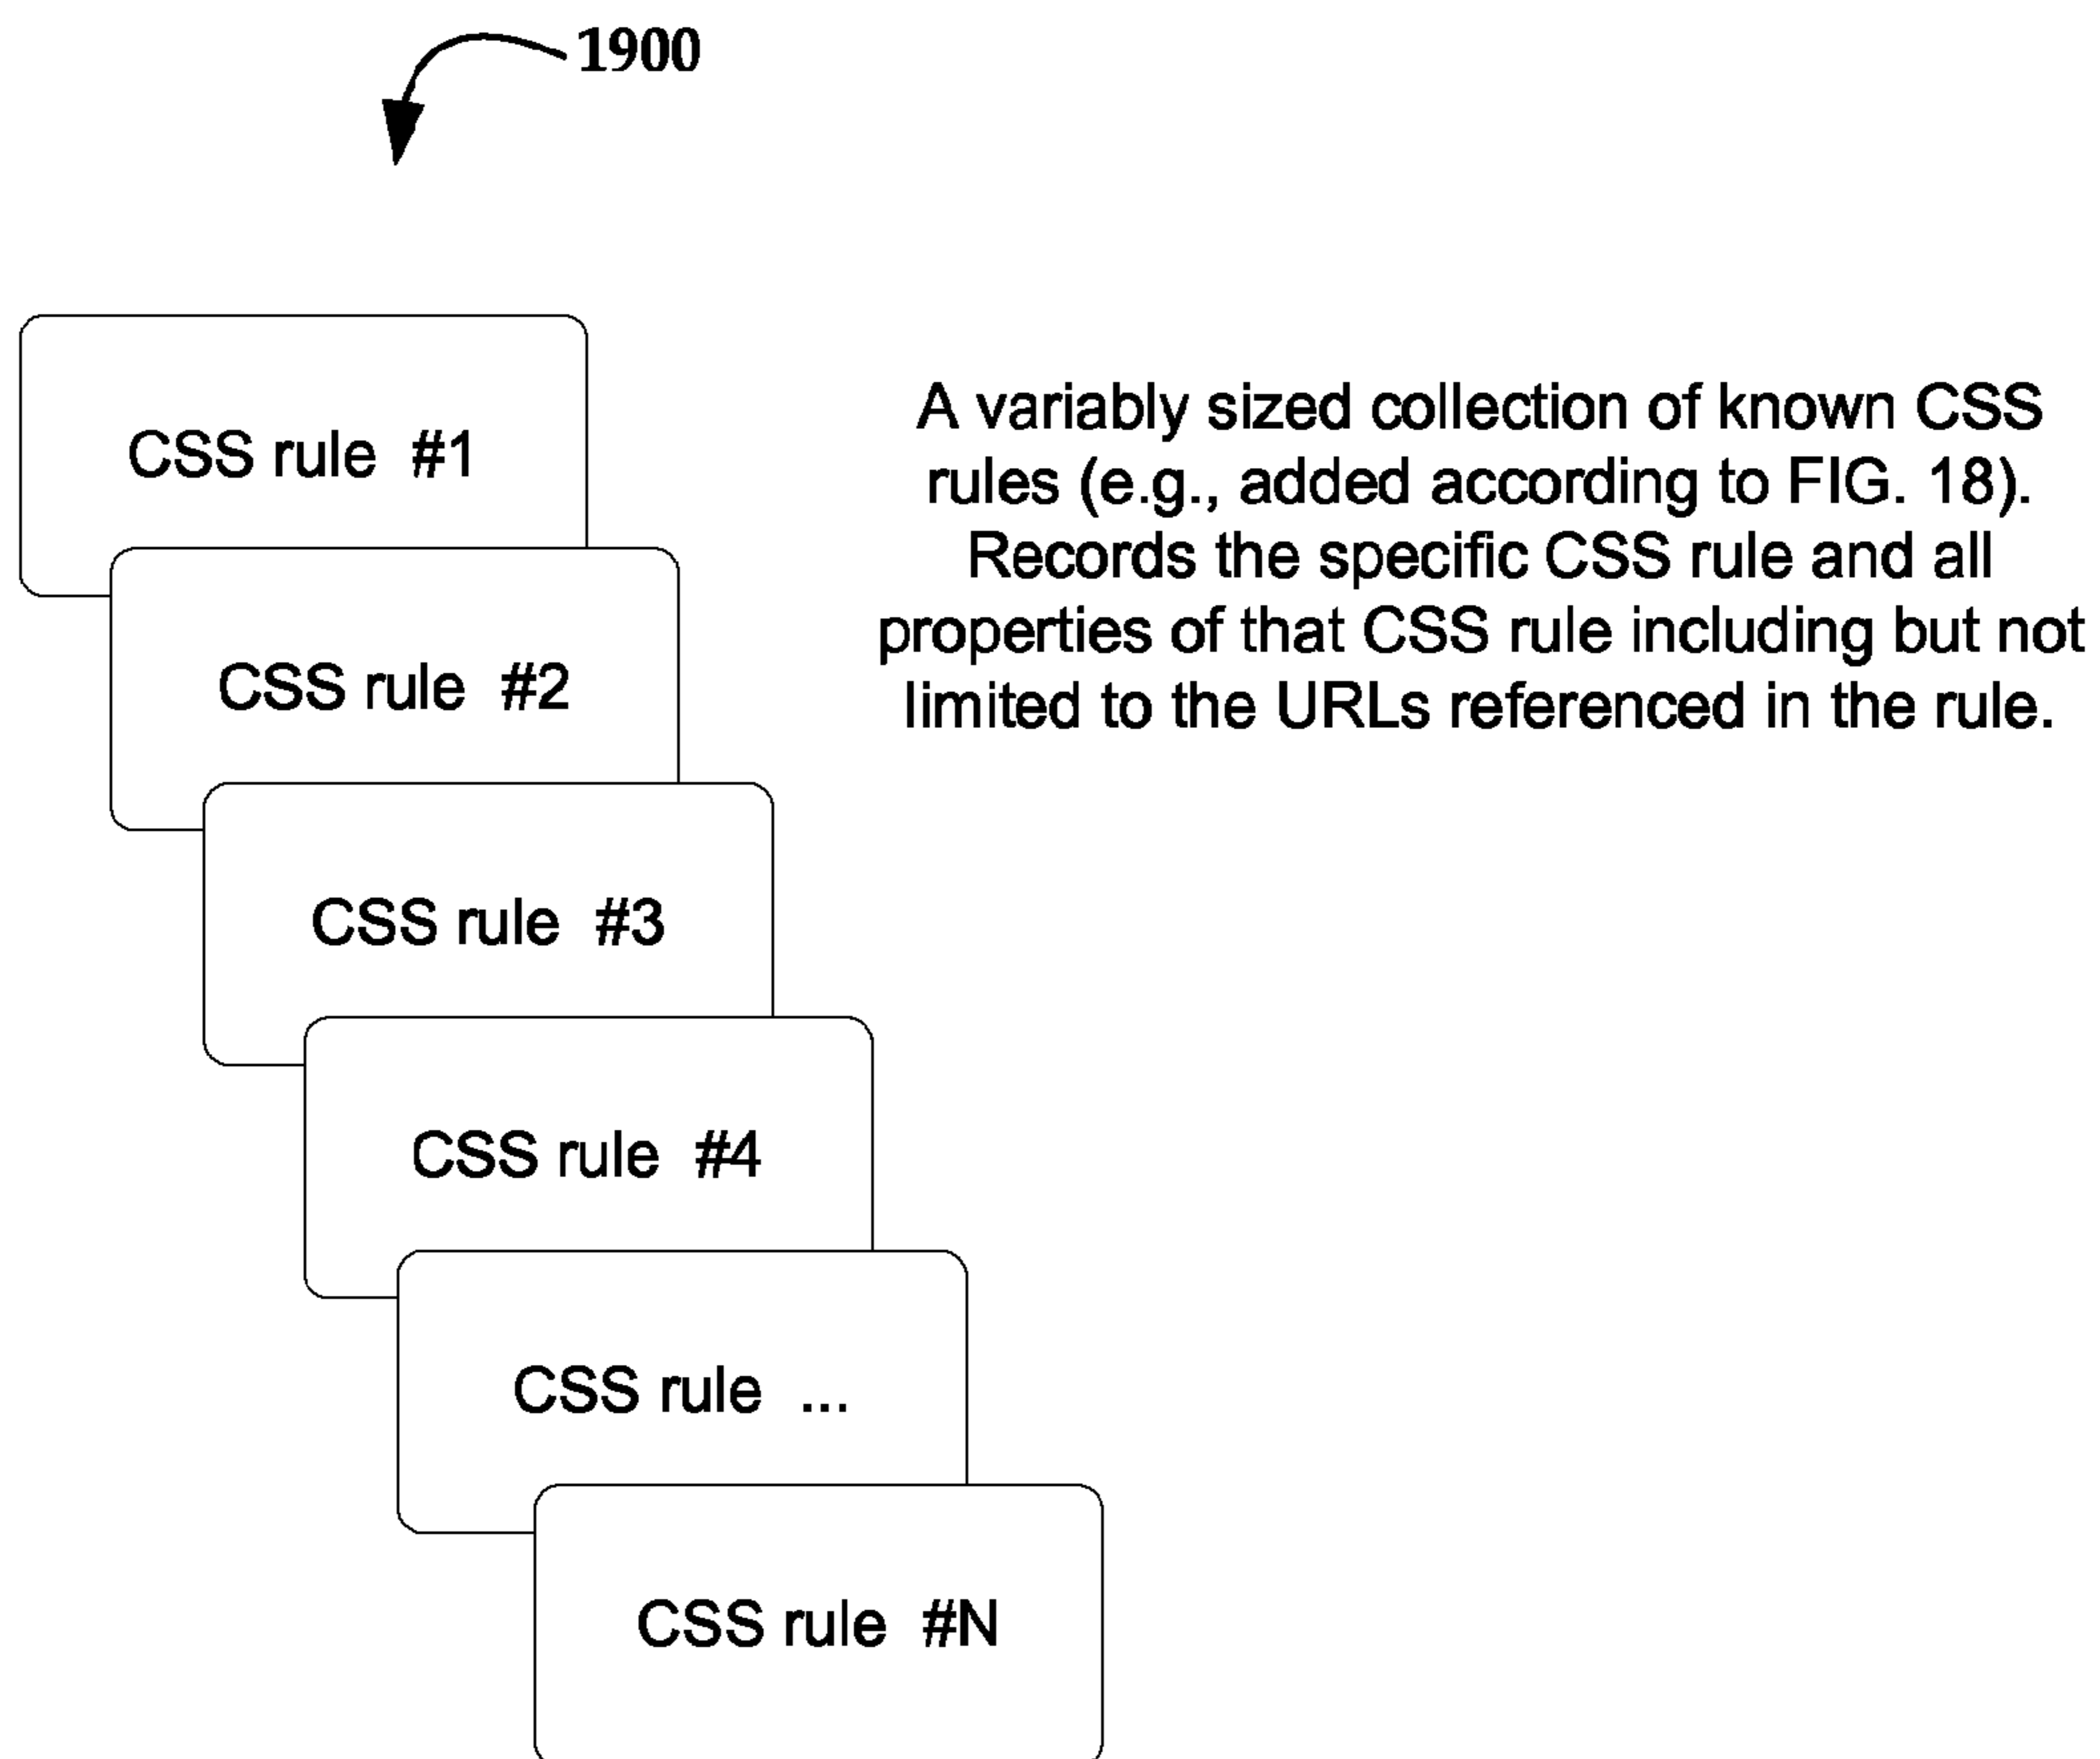 1900
CSS rule #1
A variably sized collection of known CSS
rules (e.g., added according to FIG. 18).
Records the specific CSS rule and all
properties of that CSS rule including but not
limited to the URLs referenced in the rule.
CSS rule #2
CSS rule #3
CSS rule #4
CSS rule ...
CSS rule #N